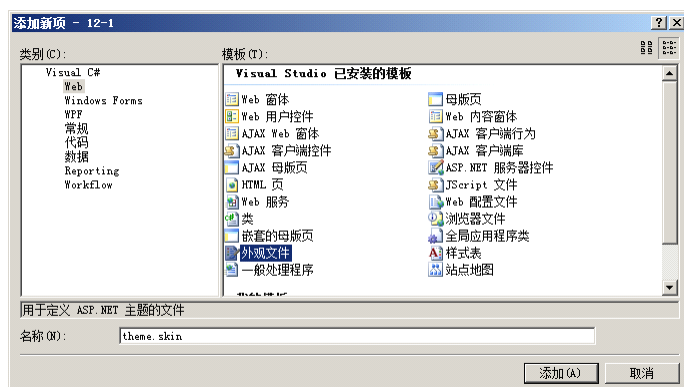 添加新项 - 12-1
类别(C):
模板(T):
Visual C#
Web
Windows Forms
WPF
常规
代码
数据
Reporting
Workflow
Visual Studio 已安装的模板
Web 窗体
母版页
Web 用户控件
Web 内容窗体
AJAX Web 窗体
AJAX 客户端行为
AJAX 客户端控件
AJAX 客户端库
AJAX 母版页
ASP.NET 服务器控件
HTML 页
JScript 文件
Web 服务
Web 配置文件
类
浏览器文件
嵌套的母版页
全局应用程序类
外观文件
样式表
一般处理程序
站点地图
用于定义 ASP.NET 主题的文件
名称(N):
theme.skin
添加(A)
取消